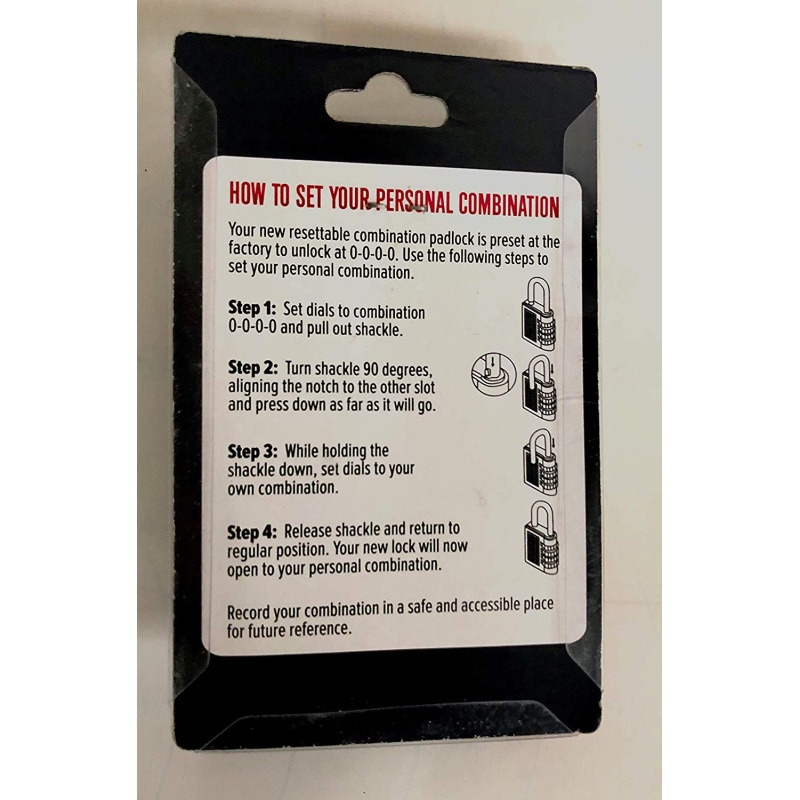 HOW TO SET YOUR PERSONAL COMBINATION
Your new resettable combination padlock is preset at the
factory to unlock at 0-0-0-0. Use the following steps to
set your personal combination.
Step 1: Set dials to combination
0-0-0-0 and pull out shackle.
Step 2: Turn shackle 90 degrees,
aligning the notch to the other slot
and press down as far as it will go.
Step 3: While holding the
shackle down, set dials to your
own combination.
Step 4: Release shackle and return to
regular position. Your new lock will now
open to your personal combination.
Record your combination in a safe and accessible place
for future reference.